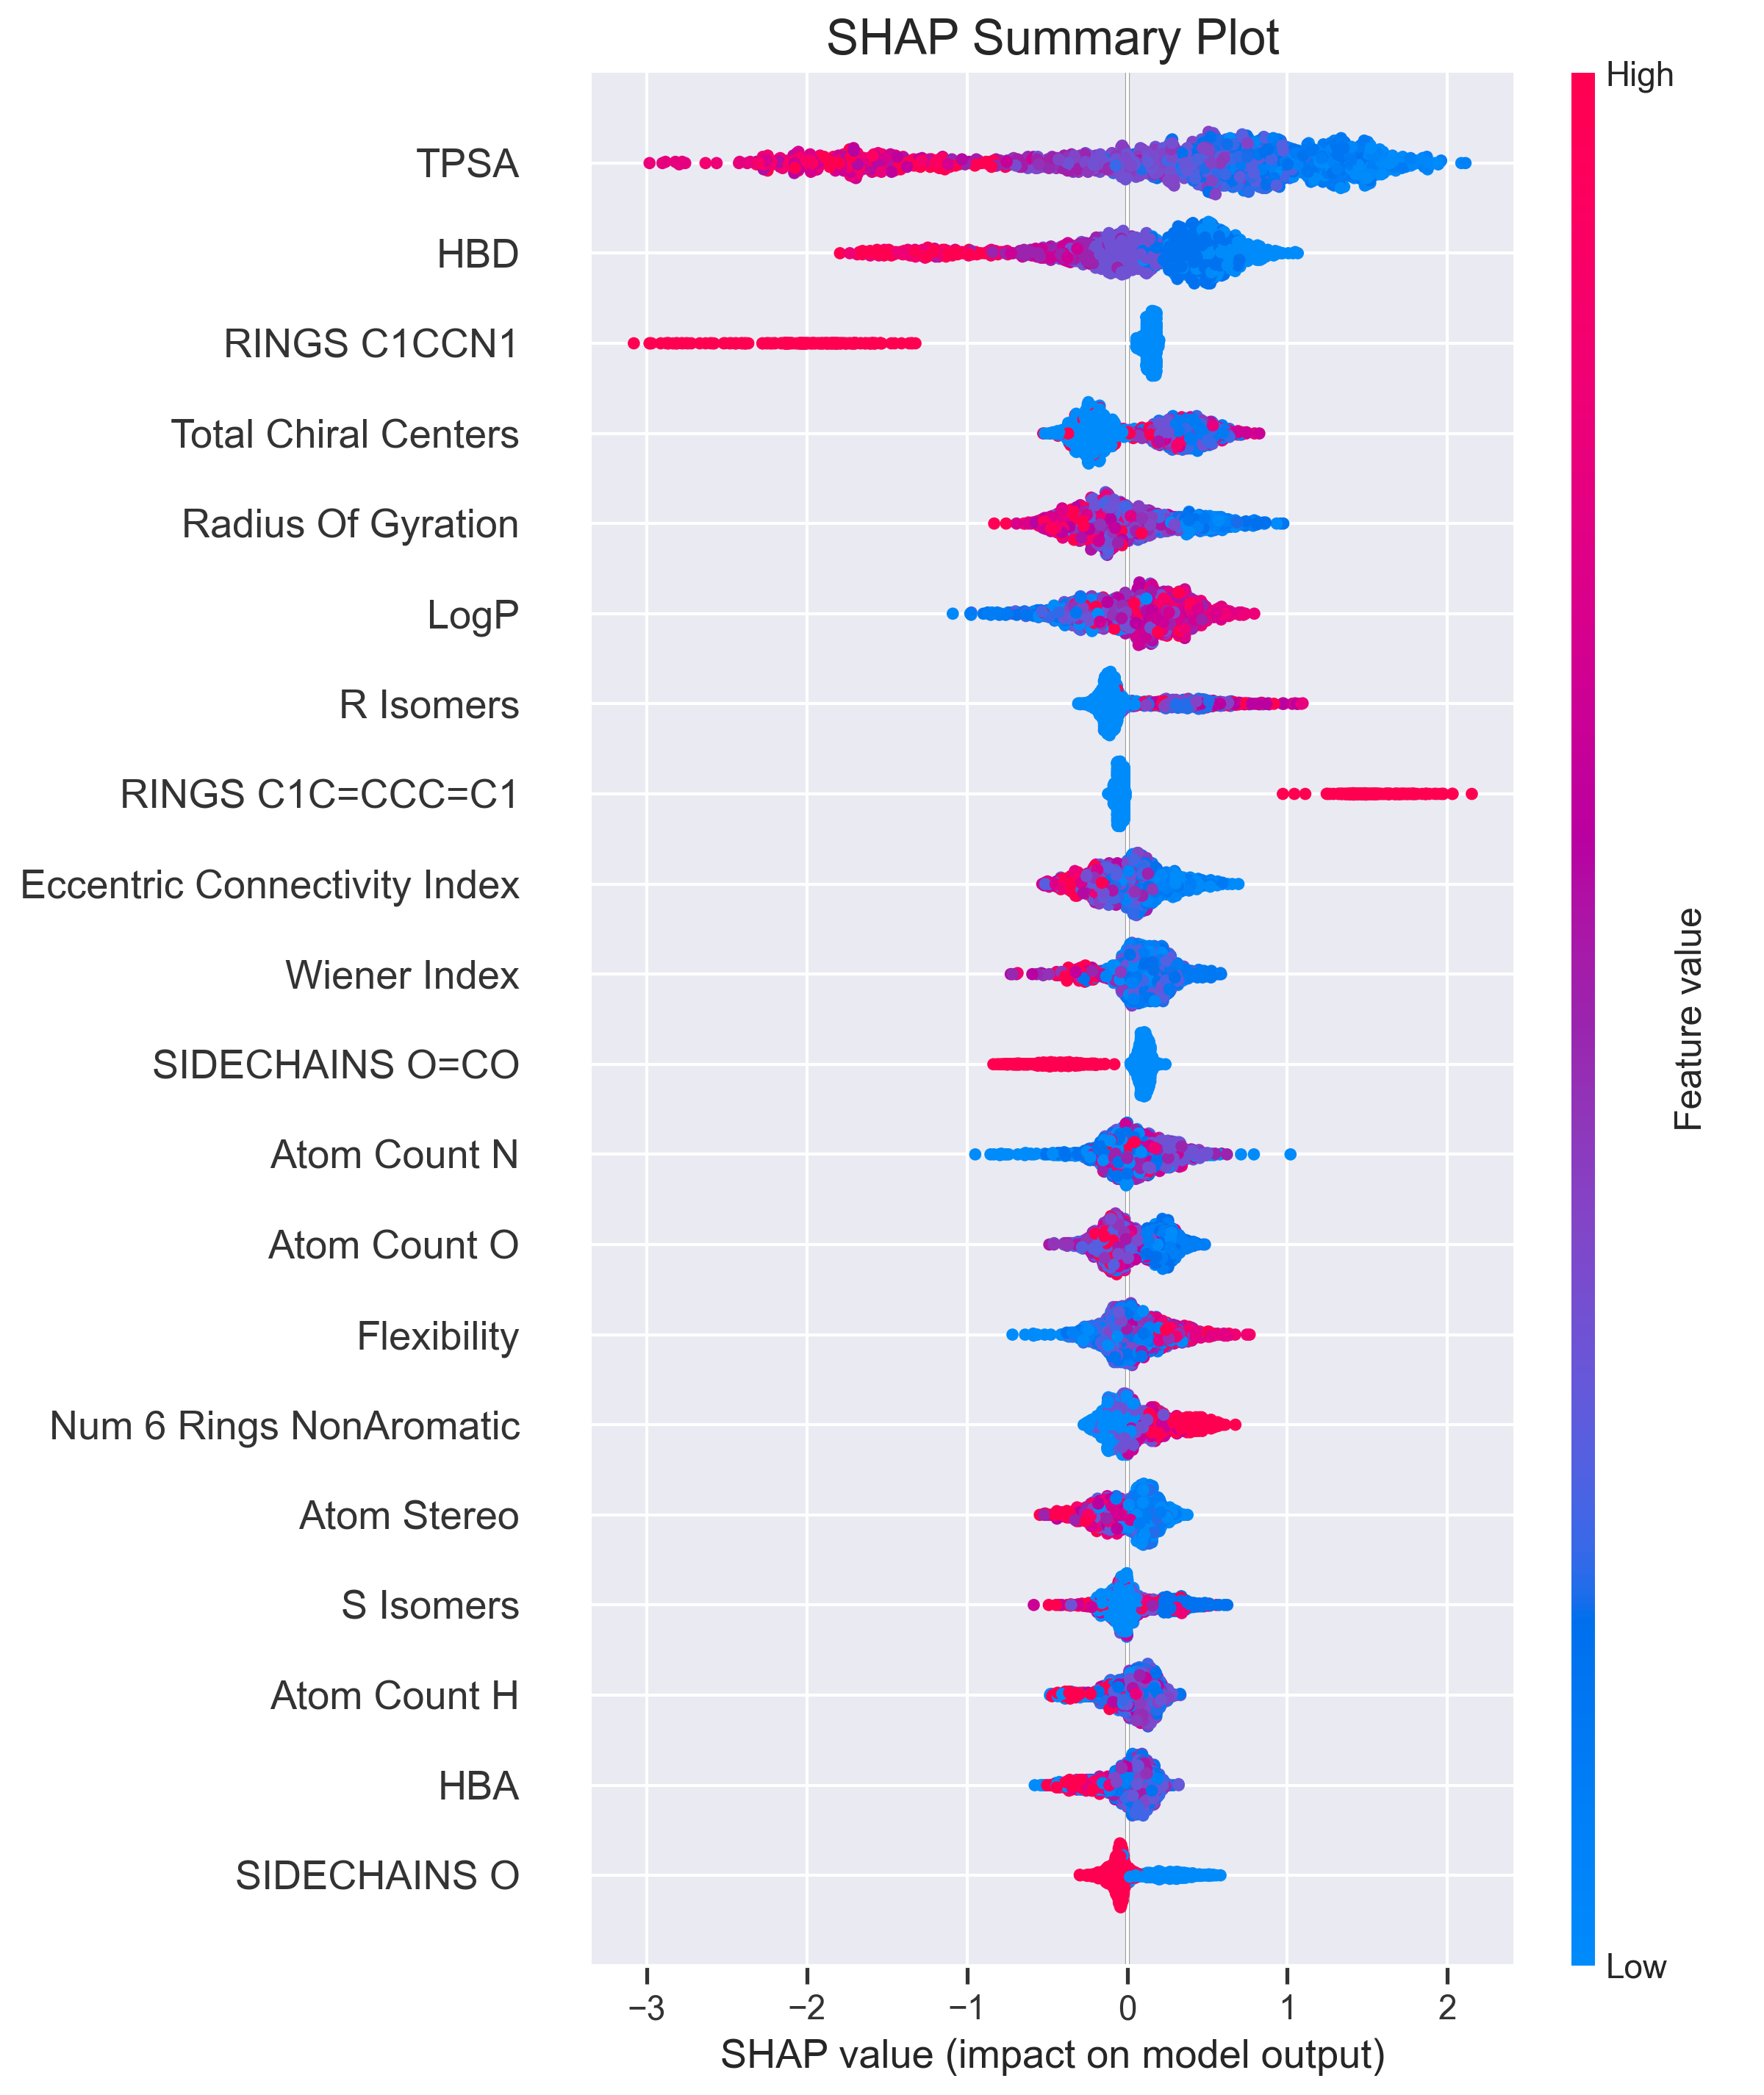 SHAP Summary Plot
High
TPSA
HBD
RINGS C1CCN1
Total Chiral Centers
Radius Of Gyration
LogP
R Isomers
RINGS C1C=CCC=C1
Eccentric Connectivity Index
Wiener Index
SIDECHAINS O=CO
Atom Count N
Atom Count O
Flexibility
Num 6 Rings NonAromatic
Atom Stereo
S Isomers
Atom Count H
HBA
SIDECHAINS O
Feature value
Low
−3 −2 −1 0 1 2
SHAP value (impact on model output)